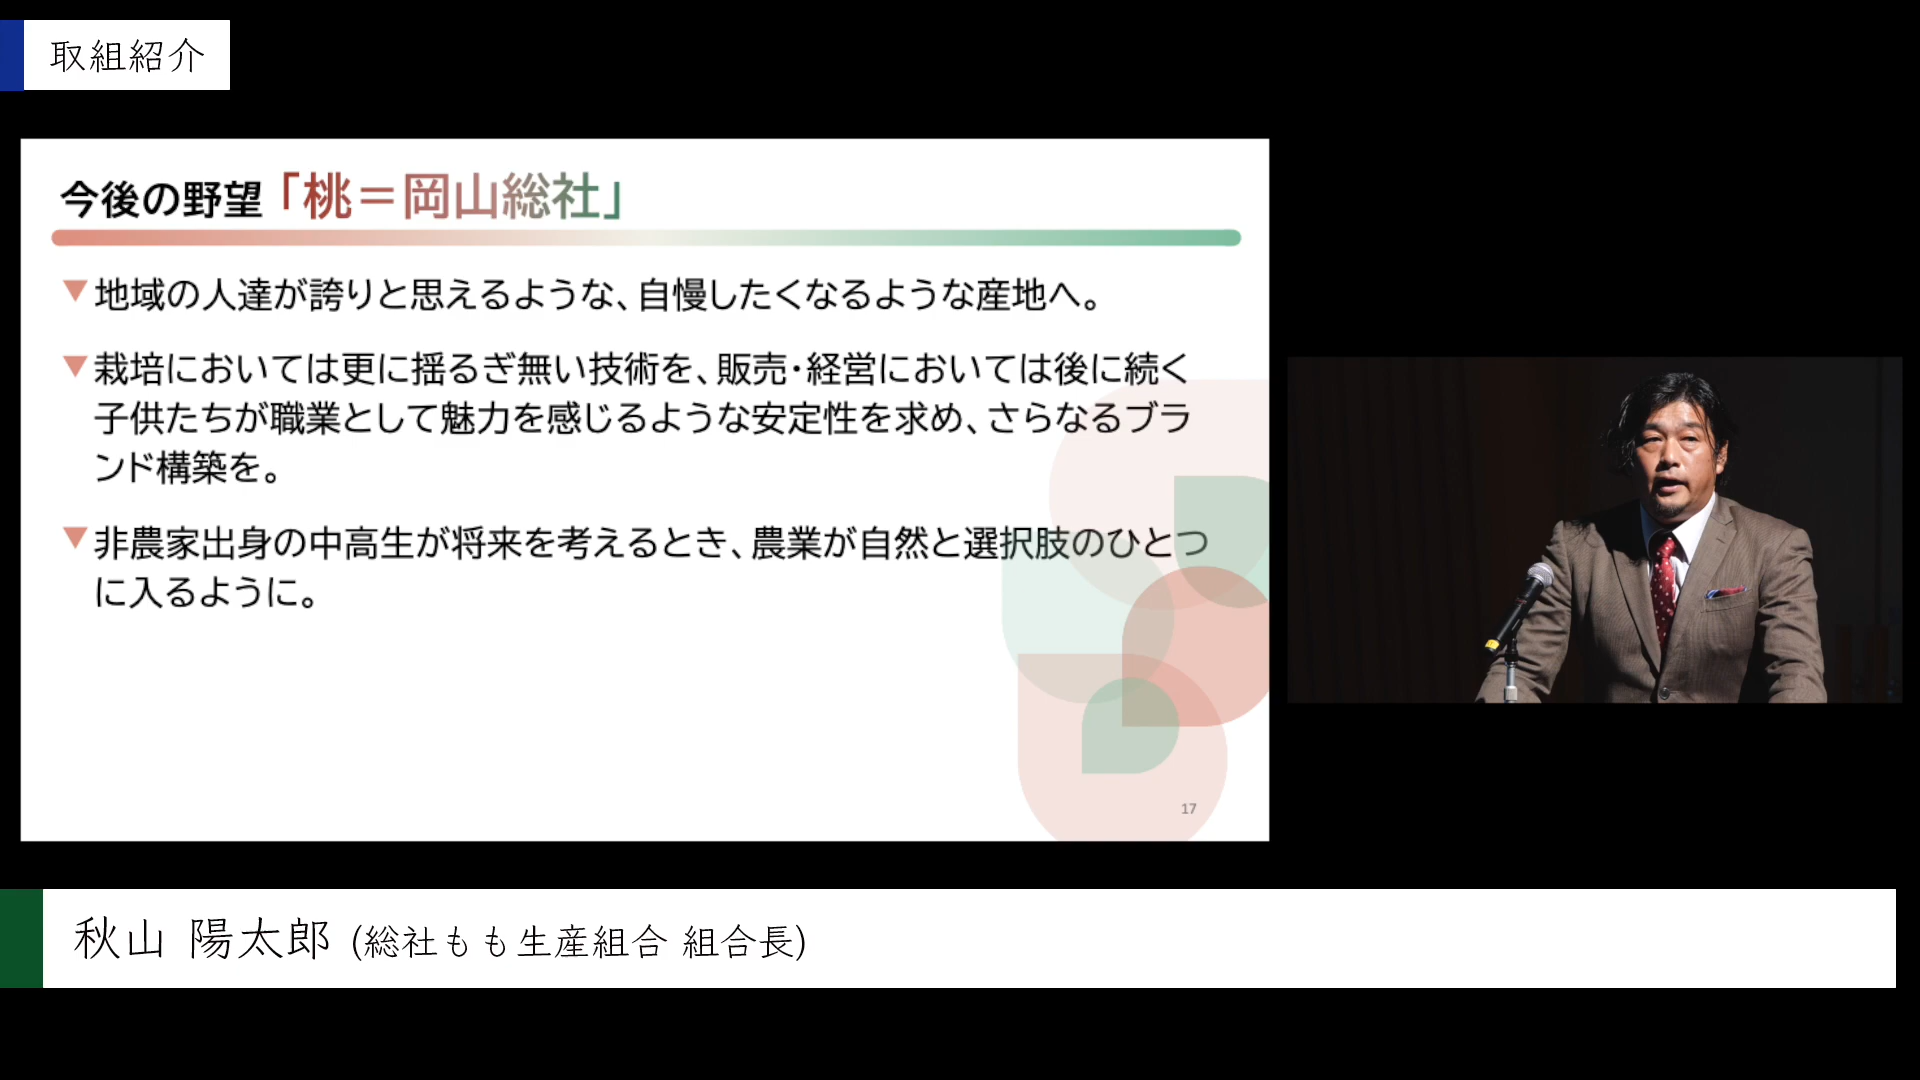 取組紹介
今後の野望「桃＝岡山総社」
▼地域の人達が誇りと思えるような、自慢したくなるような産地へ。
▼栽培においては更に揺るぎ無い技術を、販売・経営においては後に続く
子供たちが職業として魅力を感じるような安定性を求め、さらなるブラ
ンド構築を。
▼非農家出身の中高生が将来を考えるとき、農業が自然と選択肢のひとつ
に入るように。
17
秋山 陽太郎 (総社もも生産組合 組合長)